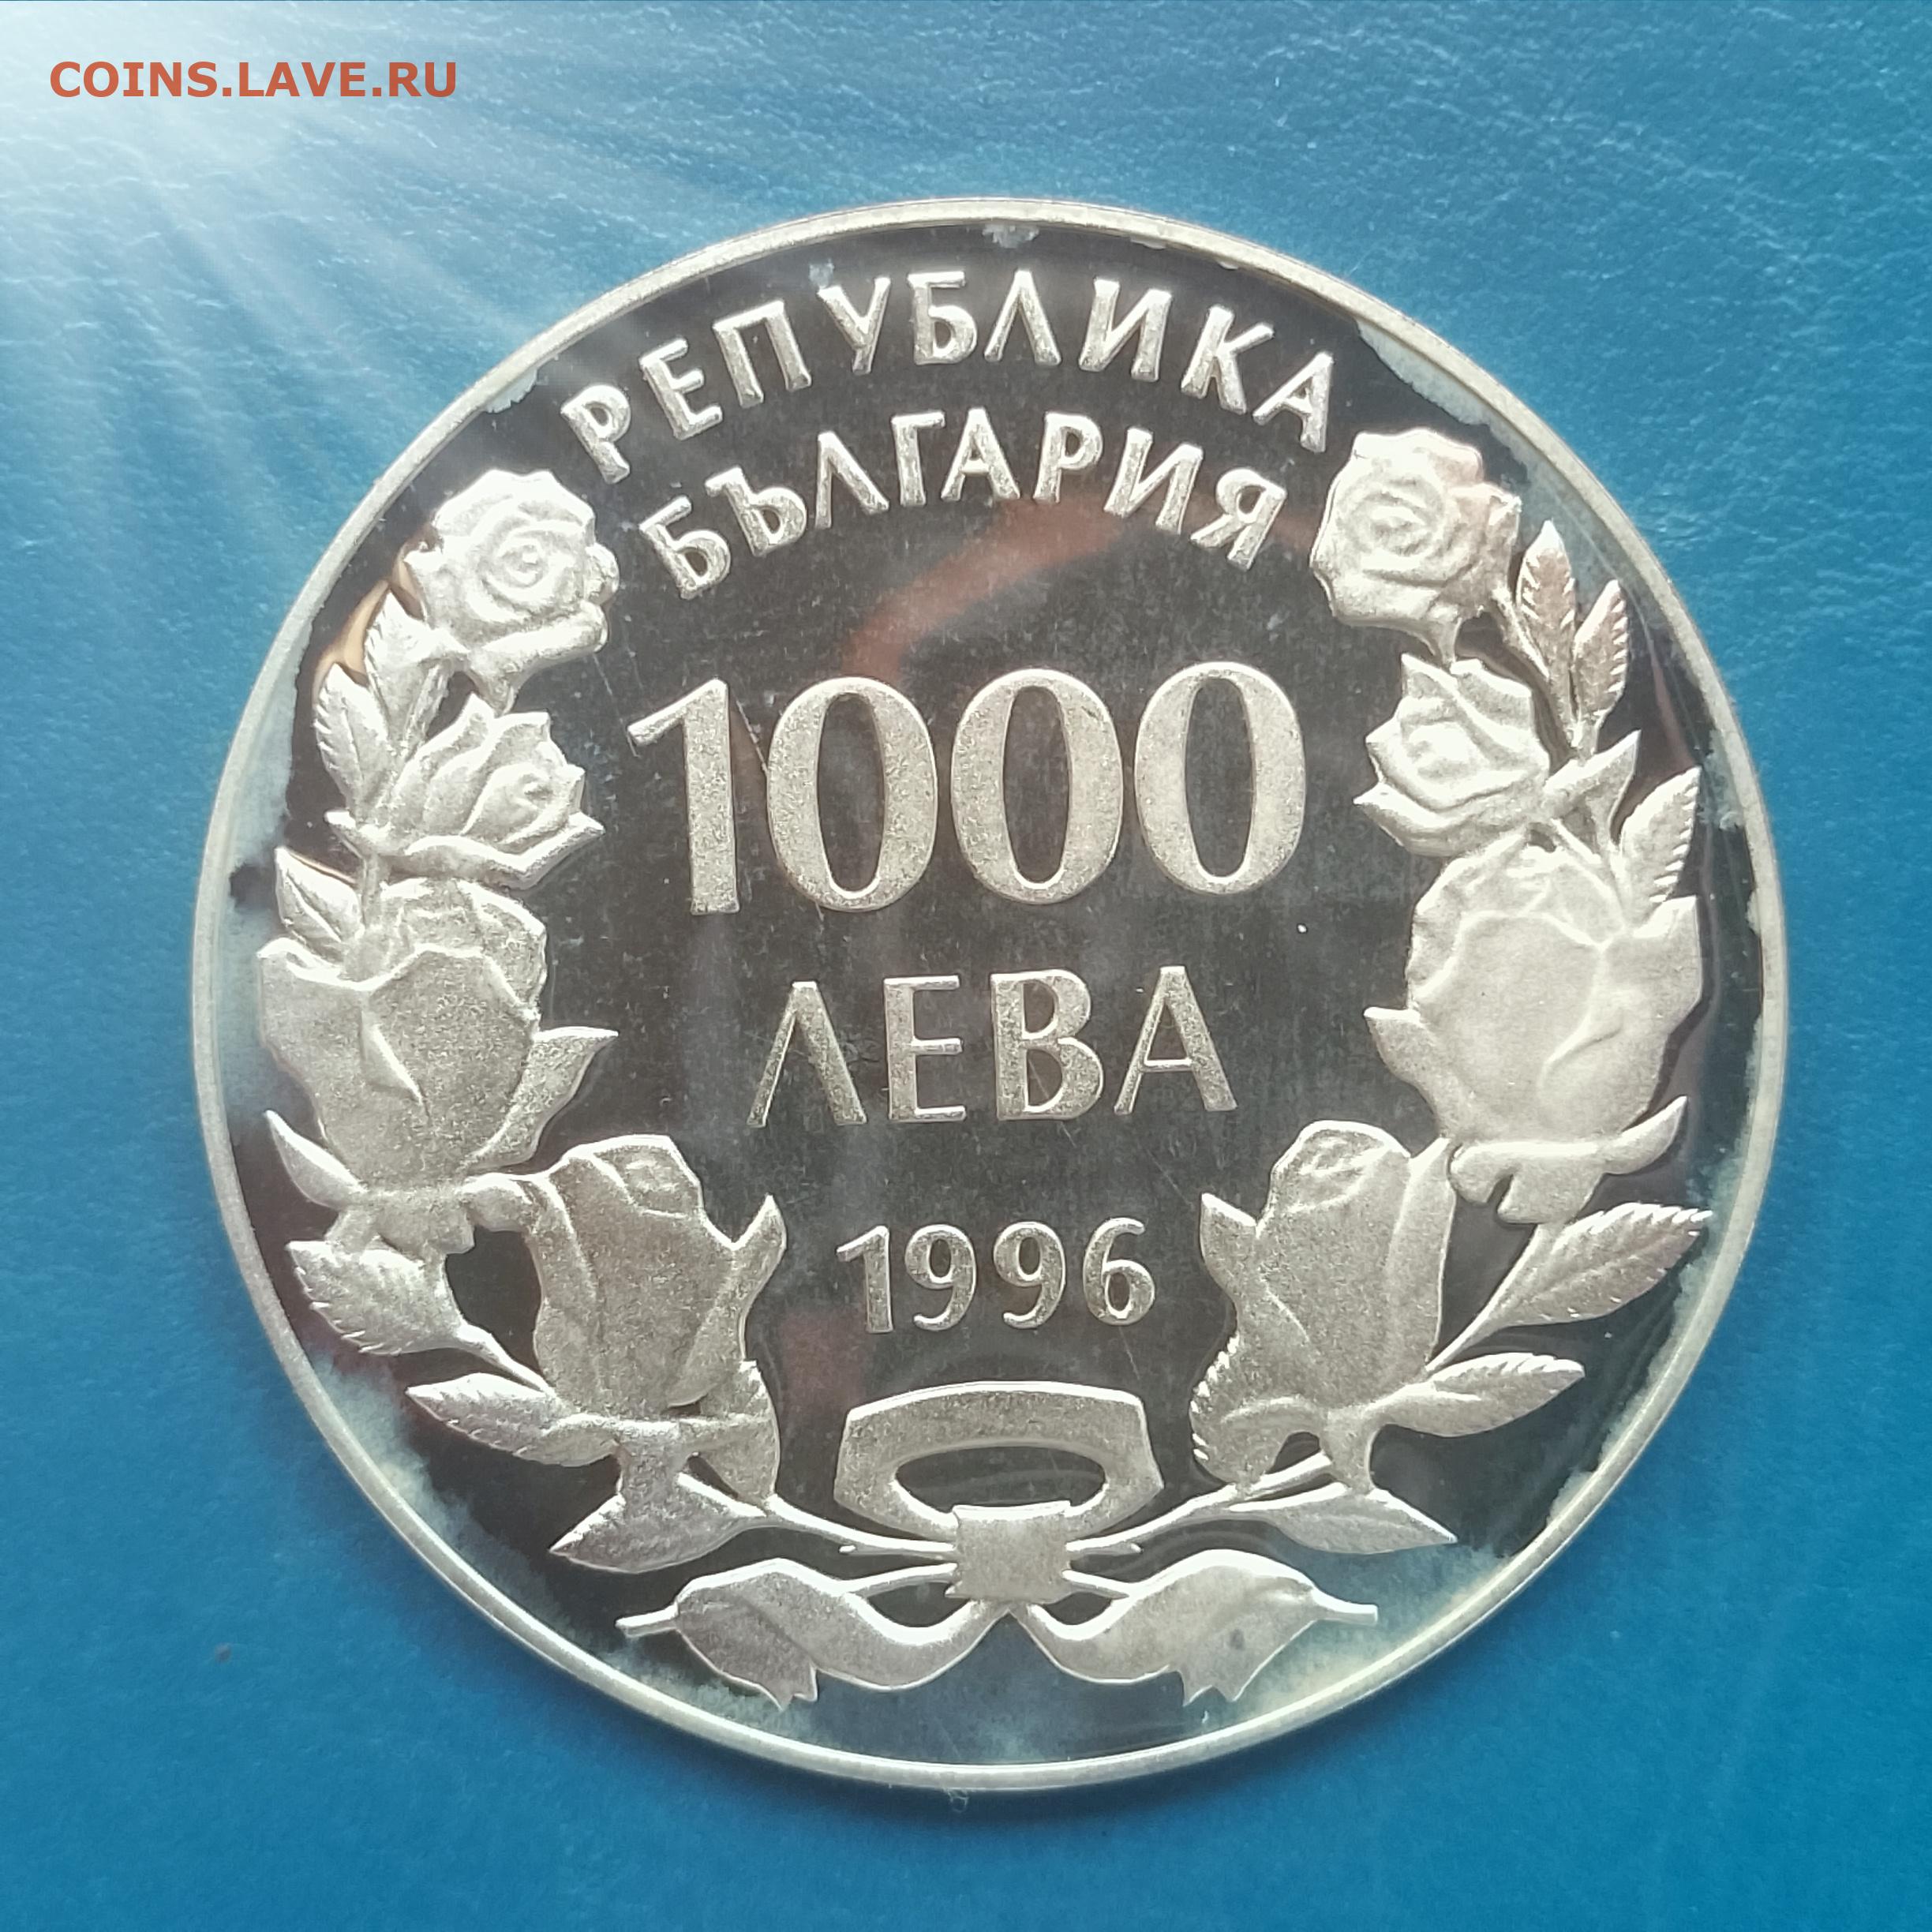 COINS.LAVE.RU
РЕПУБЛИКА
БЪЛГАРИЯ
1000
ЛЕВА
1996